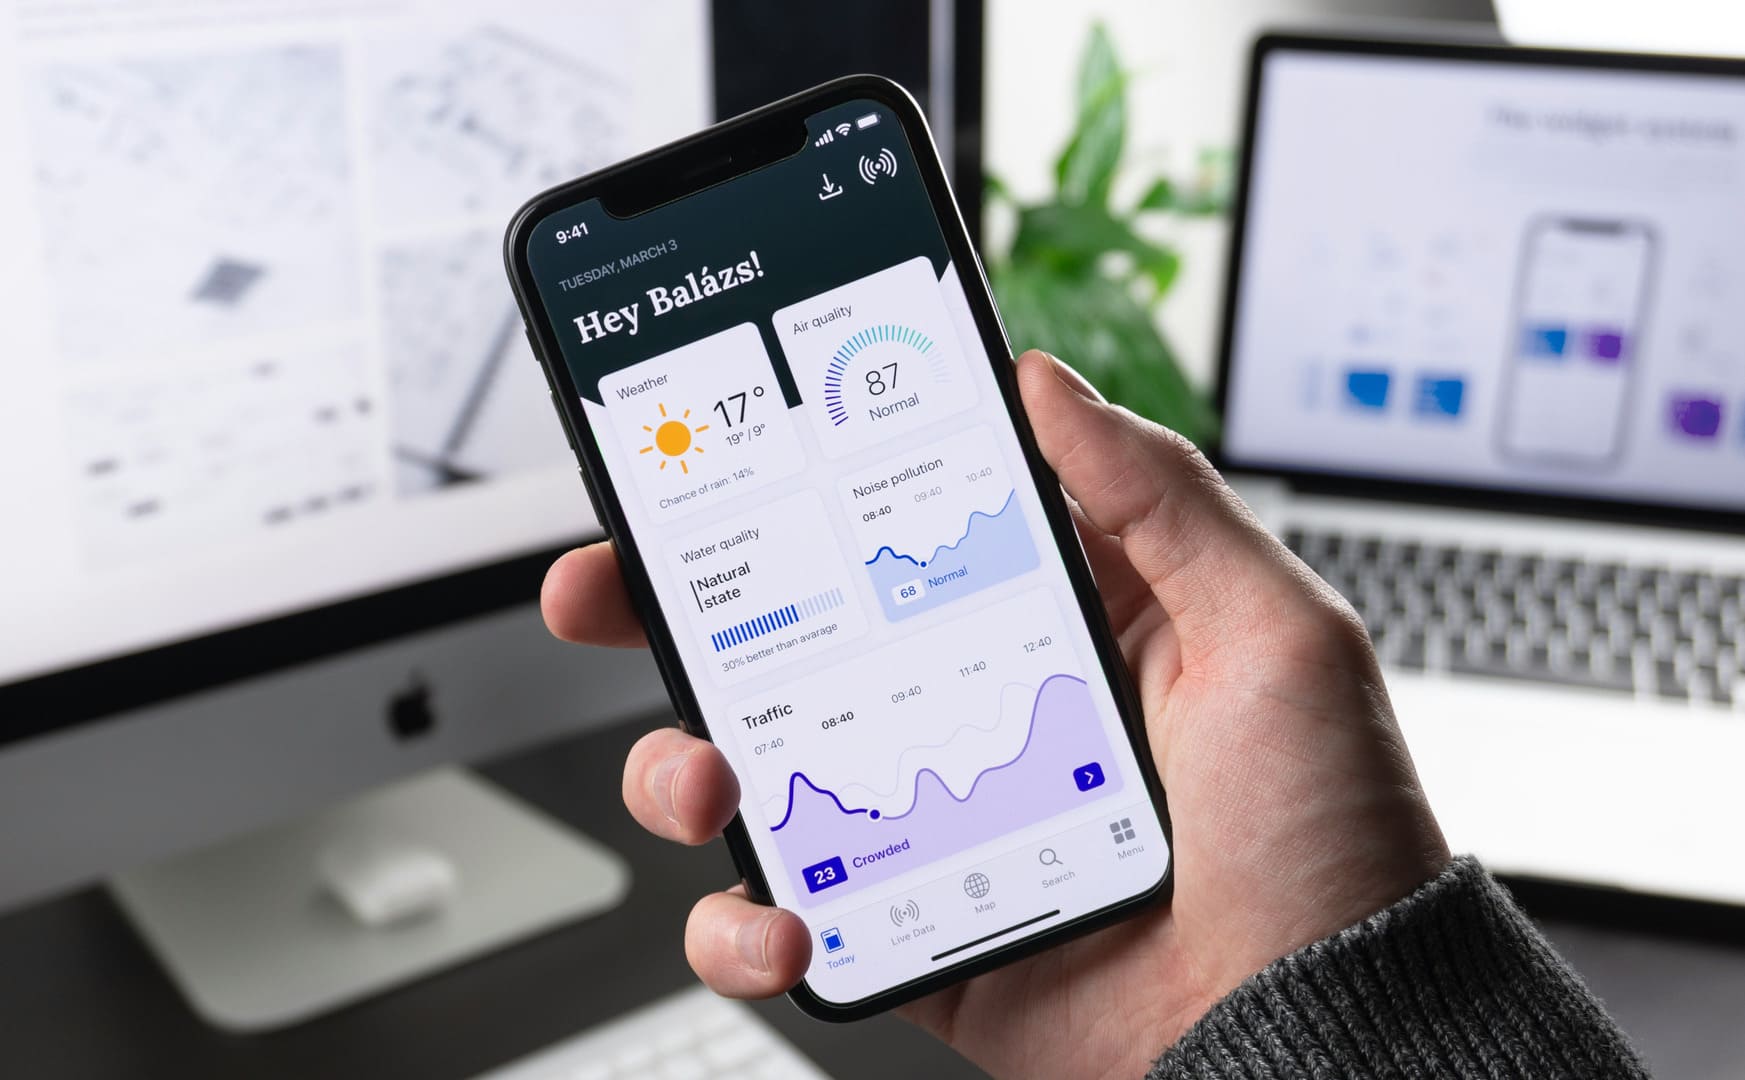 9:41
TUESDAY, MARCH 3
Hey Balázs!
Weather
17°
19° / 9°
Chance of rain: 14%
Air quality
87
Normal
Water quality
Natural
state
30% better than avarage
Noise pollution
08:40 09:40 10:40
68 Normal
Traffic
07:40 08:40 09:40 11:40 12:40
23 Crowded
Today Live Data Map Search Menu